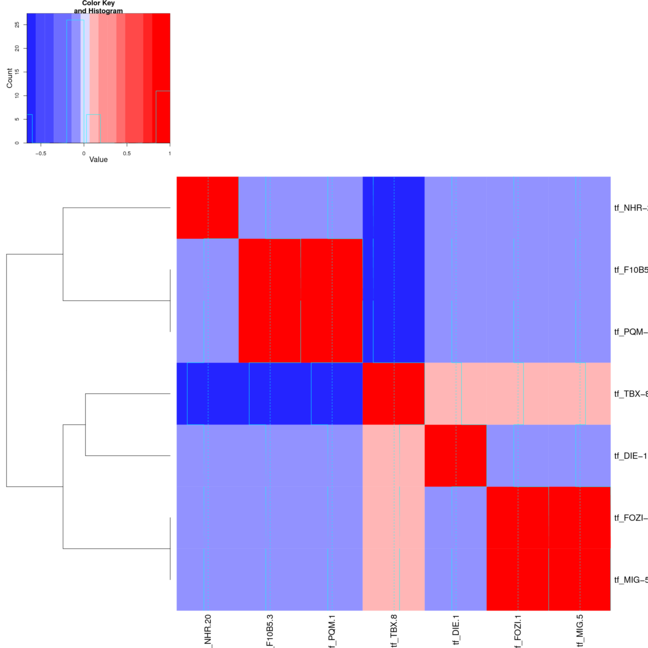 Color Key
and Histogram
Count
0
5
10
15
20
25
−0.5
0
0.5
1
Value
tf_NHR−
tf_F10B5
tf_PQM−
tf_TBX−8
tf_DIE−1
tf_FOZI−
tf_MIG−5
_NHR.20
_F10B5.3
f_PQM.1
tf_TBX.8
tf_DIE.1
f_FOZI.1
tf_MIG.5